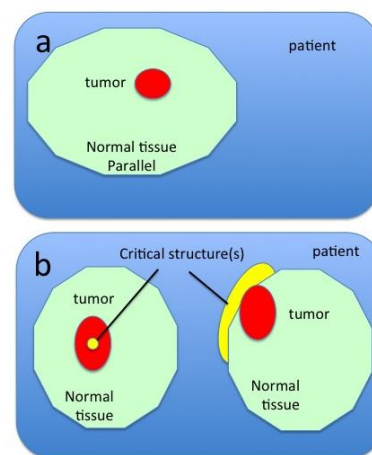 a
patient
tumor
Normal tissue
Parallel
b
Critical structure(s)
patient
tumor
Normal
tissue
tumor
Normal
tissue